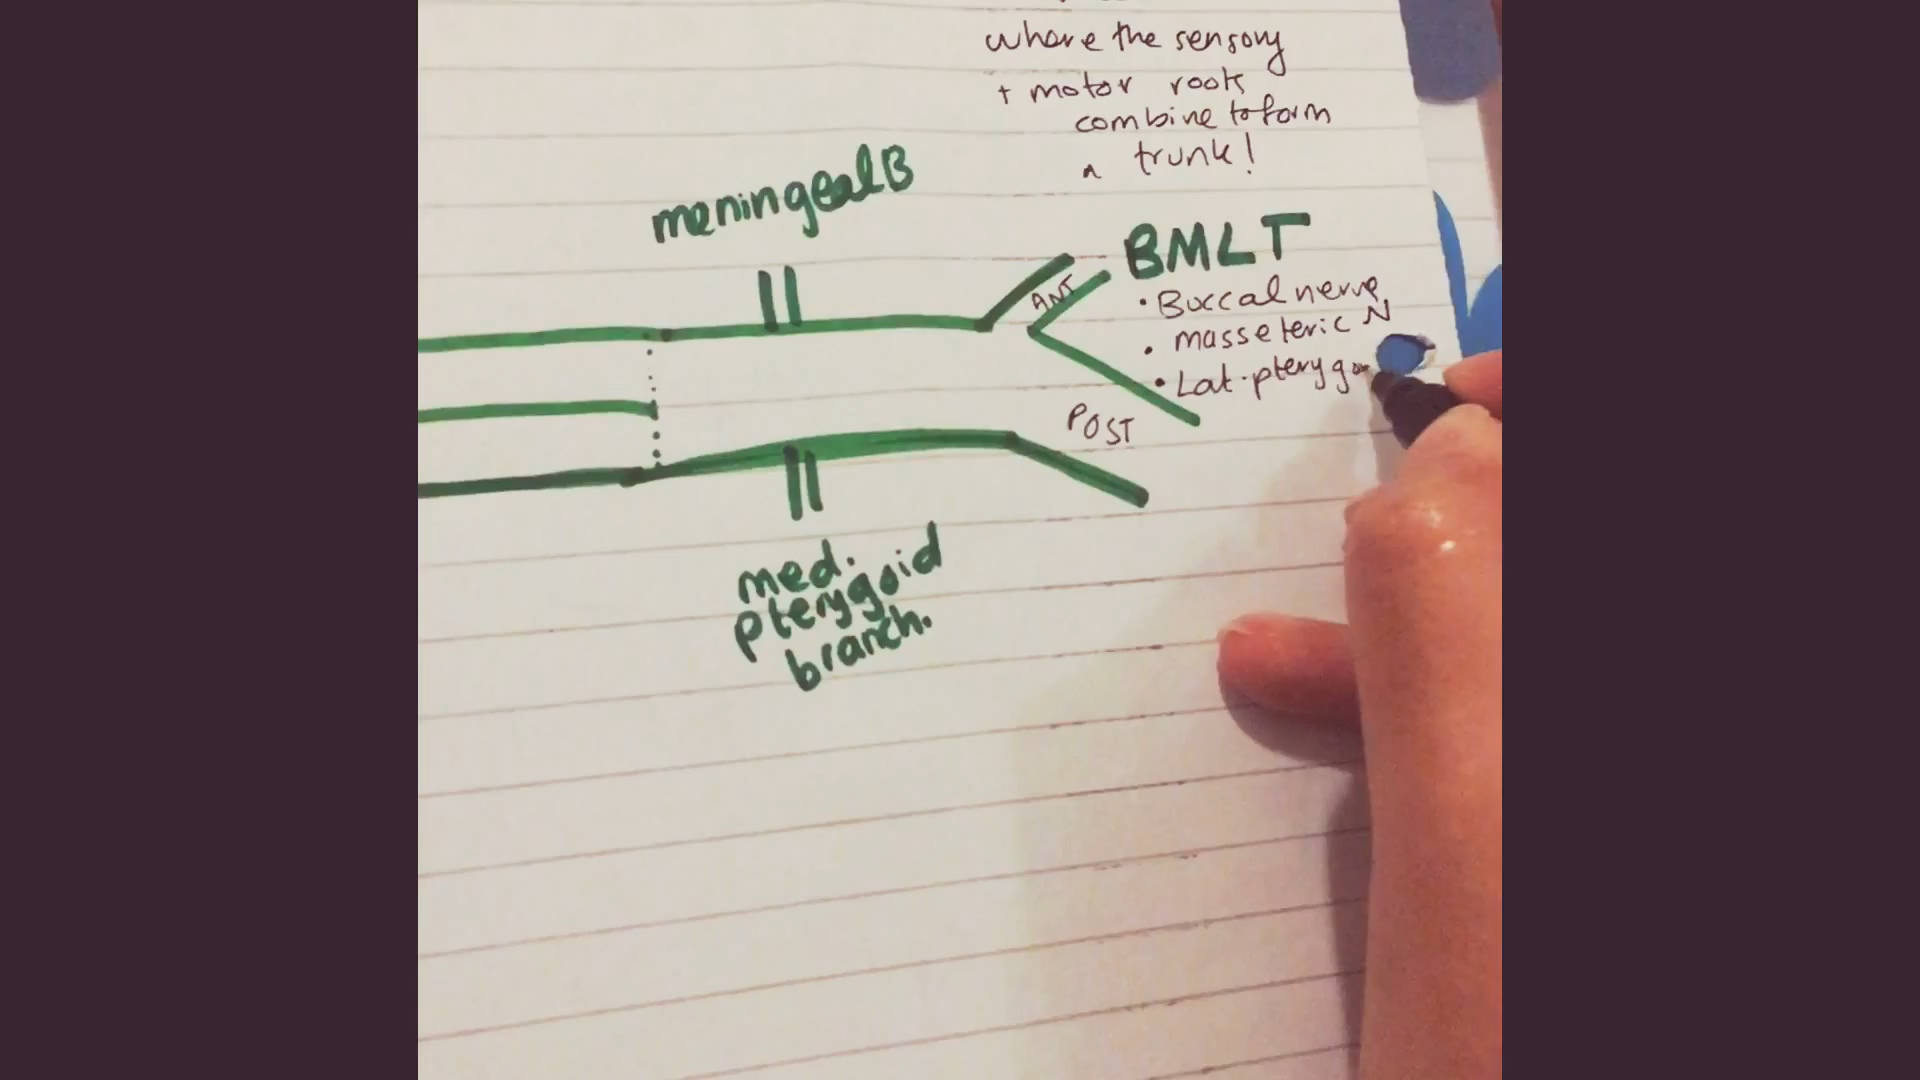 where the sensory
+ motor roots
combine to form
a trunk!
meningeal B
BMLT
ANT
• Buccal nerve
• masseteric N
• Lat. pterygo
POST
med.
pterygoid
branch.